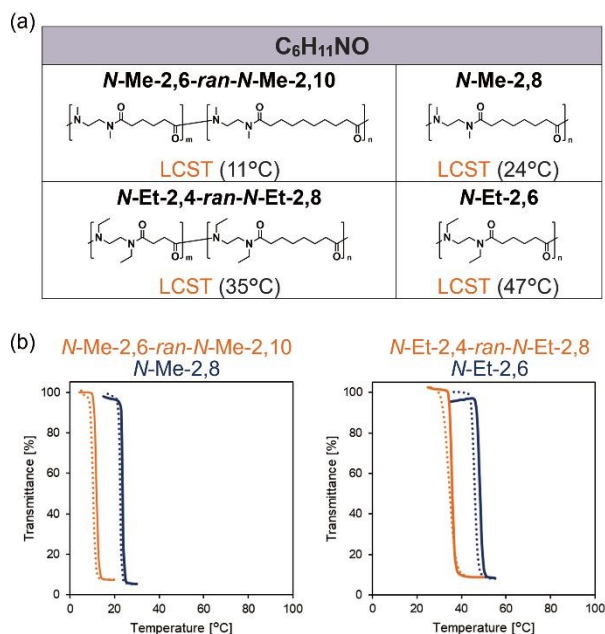 (a)
C6H11NO
N-Me-2,6-ran-N-Me-2,10
N-Me-2,8
N
O
N
O
m
N
O
N
O
n
N
O
N
O
n
LCST (11°C)
LCST (24°C)
N-Et-2,4-ran-N-Et-2,8
N-Et-2,6
N
O
N
O
m
N
O
N
O
n
N
O
N
O
n
LCST (35°C)
LCST (47°C)
(b)
N-Me-2,6-ran-N-Me-2,10
N-Me-2,8
Transmittance [%]
100
80
60
40
20
0
0 20 40 60 80 100
Temperature [°C]
N-Et-2,4-ran-N-Et-2,8
N-Et-2,6
Transmittance [%]
100
80
60
40
20
0
0 20 40 60 80 100
Temperature [°C]